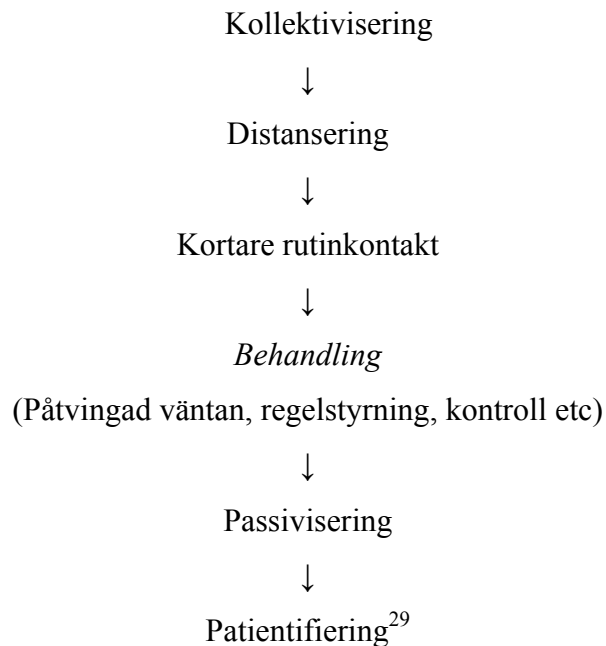 Kollektivisering
↓
Distansering
↓
Kortare rutinkontakt
↓
Behandling
(Påtvingad väntan, regelstyrning, kontroll etc)
↓
Passivisering
↓
Patientifiering²⁹